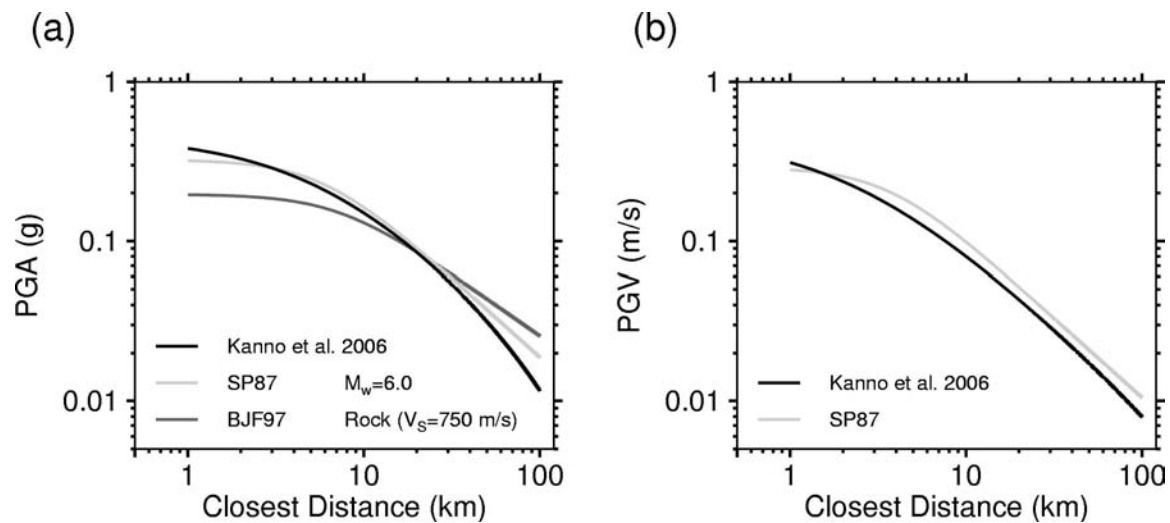 (a)
1
0.1
0.01
PGA (g)
Kanno et al. 2006
SP87 M_w=6.0
BJF97 Rock (V_S=750 m/s)
1 10 100
Closest Distance (km)
(b)
1
0.1
0.01
PGV (m/s)
Kanno et al. 2006
SP87
1 10 100
Closest Distance (km)